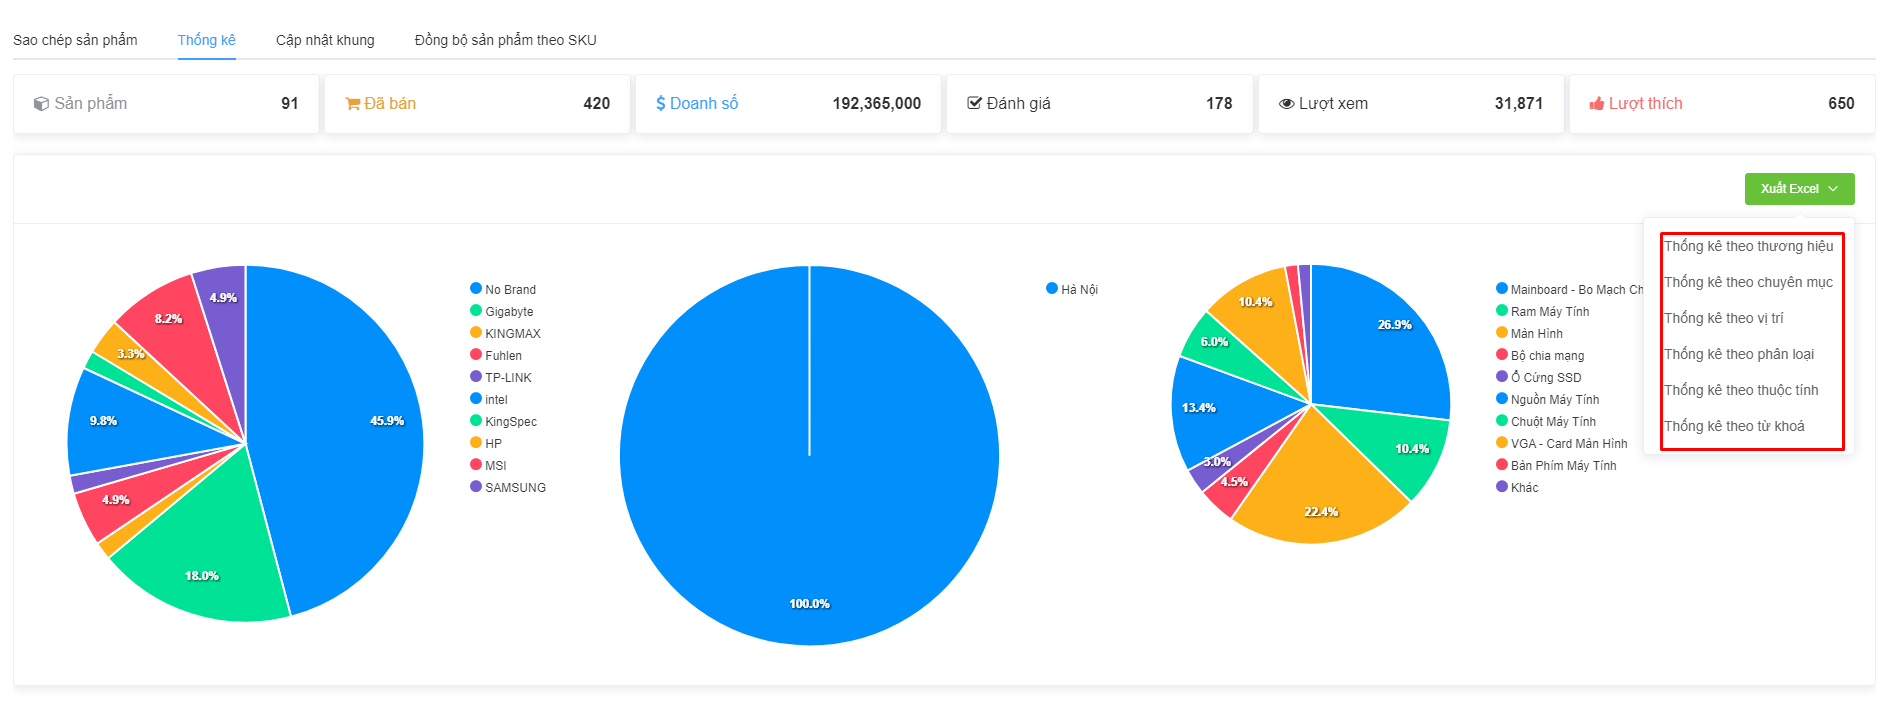 Sao chép sản phẩm
Thống kê
Cập nhật khung
Đồng bộ sản phẩm theo SKU
Sản phẩm 91
Đã bán 420
Doanh số 192,365,000
Đánh giá 178
Lượt xem 31,871
Lượt thích 650
Xuất Excel
Thống kê theo thương hiệu
Thống kê theo chuyên mục
Thống kê theo vị trí
Thống kê theo phân loại
Thống kê theo thuộc tính
Thống kê theo từ khoá
4.9%
8.2%
3.3%
9.8%
45.9%
4.9%
18.0%
No Brand
Gigabyte
KINGMAX
Fuhlen
TP-LINK
intel
KingSpec
HP
MSI
SAMSUNG
100.0%
Hà Nội
10.4%
26.9%
6.0%
13.4%
10.4%
3.0%
4.5%
22.4%
Mainboard - Bo Mạch Ch
Ram Máy Tính
Màn Hình
Bộ chia mạng
Ổ Cứng SSD
Nguồn Máy Tính
Chuột Máy Tính
VGA - Card Màn Hình
Bàn Phím Máy Tính
Khác